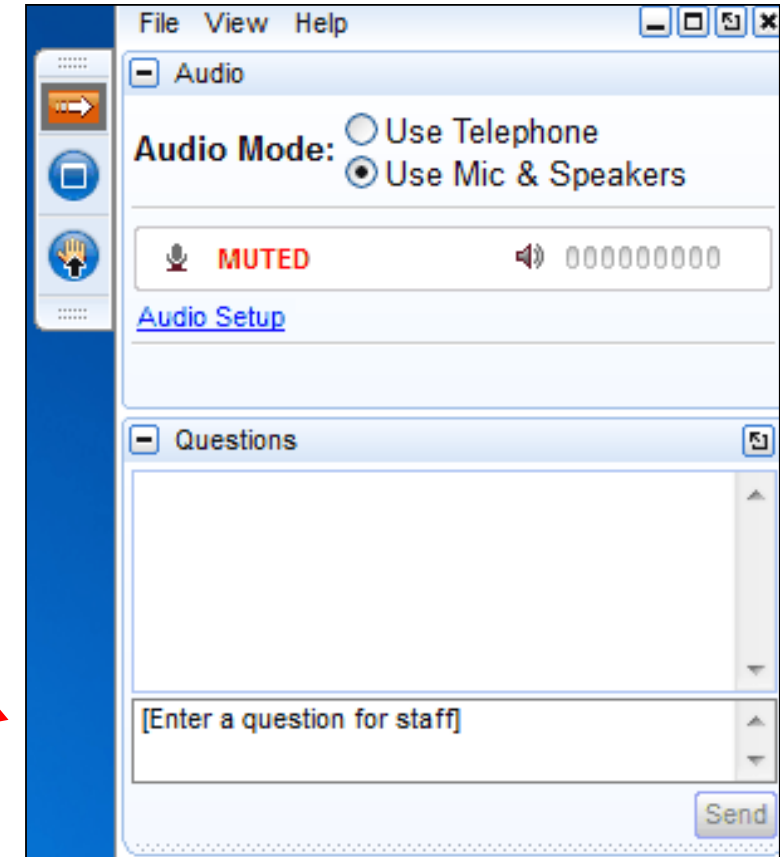 File View Help
Audio
Audio Mode:
Use Telephone
Use Mic & Speakers
MUTED 000000000
Audio Setup
Questions
[Enter a question for staff]
Send